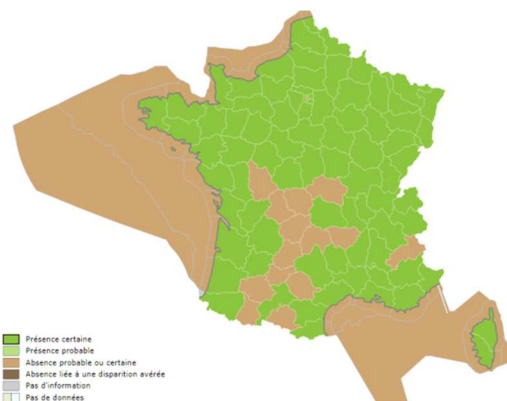 Présence certaine
Présence probable
Absence probable ou certaine
Absence liée à une disparition avérée
Pas d'information
Pas de données